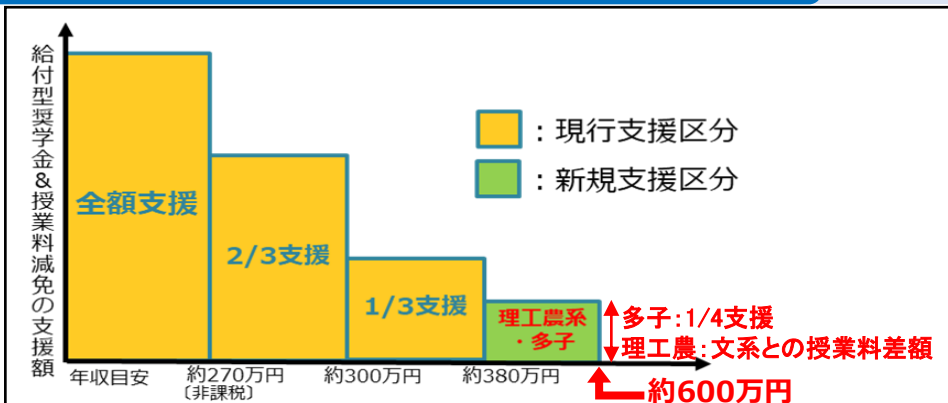 給付型奨学金&授業料減免の支援額
：現行支援区分
：新規支援区分
全額支援
2/3支援
1/3支援
理工農系
・多子
多子：1/4支援
理工農：文系との授業料差額
年収目安
約270万円
〔非課税〕
約300万円
約380万円
約600万円